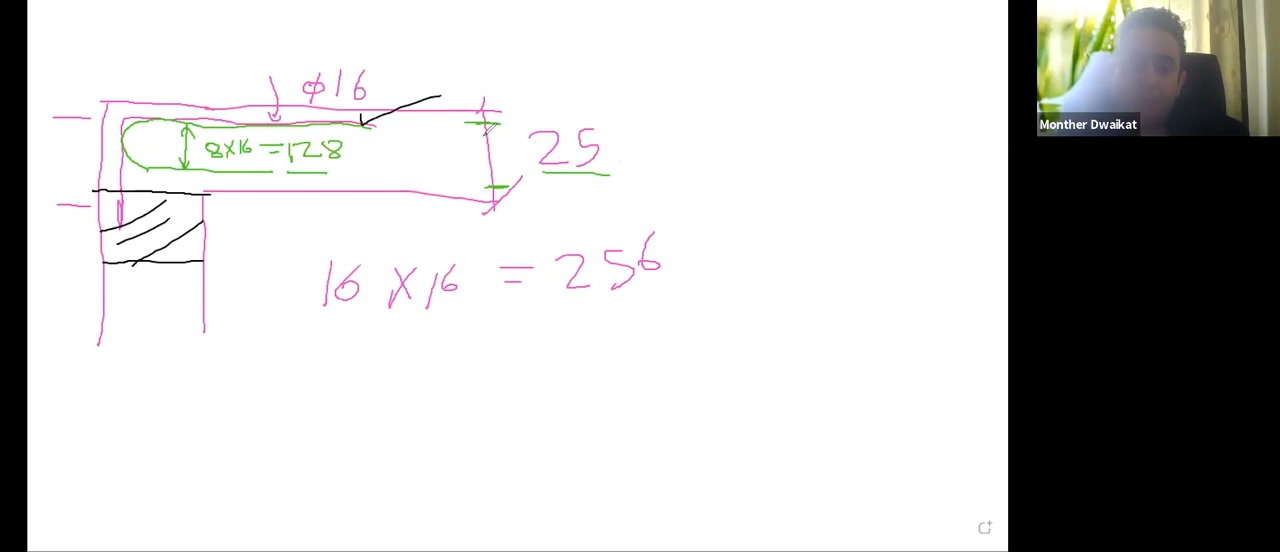 ϕ16
8x16 = 128
25
16 x 16 = 256
Monther Dwaikat